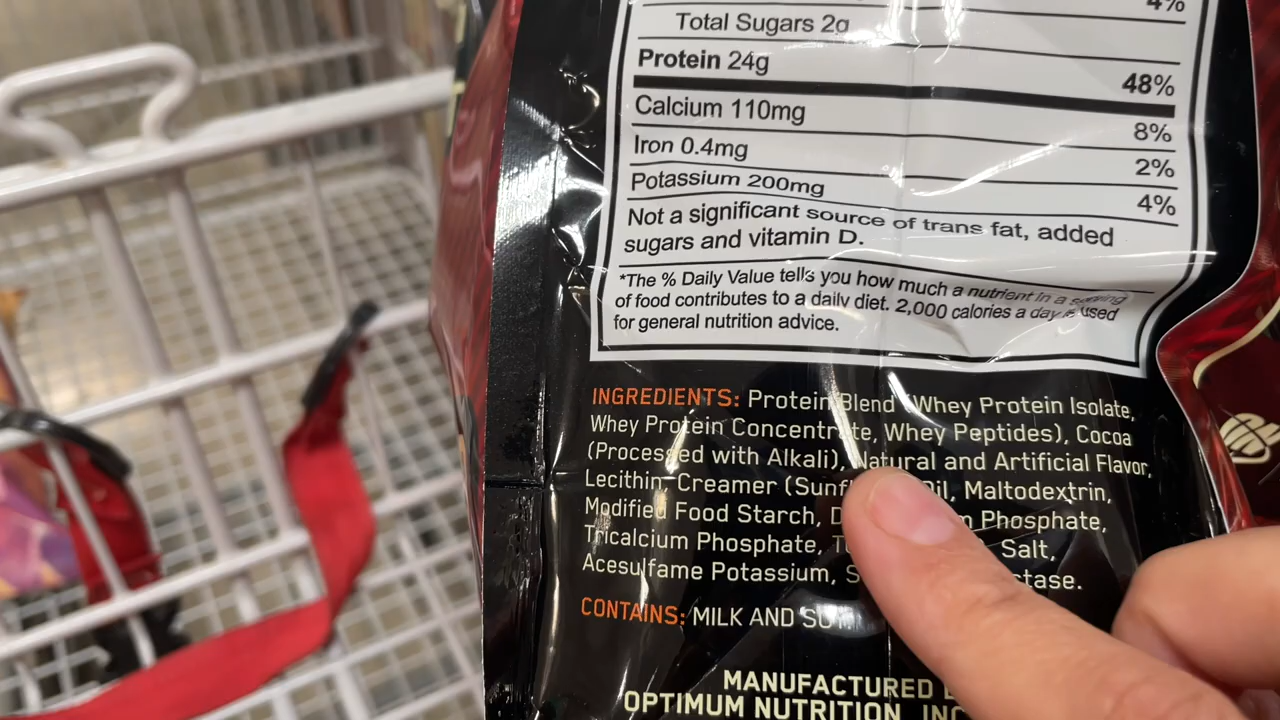 4%
Total Sugars 2g
Protein 24g 48%
Calcium 110mg 8%
Iron 0.4mg 2%
Potassium 200mg 4%
Not a significant source of trans fat, added
sugars and vitamin D.
*The % Daily Value tells you how much a nutrient in a serving
of food contributes to a daily diet. 2,000 calories a day is used
for general nutrition advice.
INGREDIENTS: Protein Blend (Whey Protein Isolate,
Whey Protein Concentrate, Whey Peptides), Cocoa
(Processed with Alkali), Natural and Artificial Flavor,
Lecithin, Creamer (Oil, Maltodextrin,
Modified Food Starch, Phosphate,
Tricalcium Phosphate, Salt,
Acesulfame Potassium,
CONTAINS: MILK AND
MANUFACTURED
OPTIMUM NUTRITION, INC